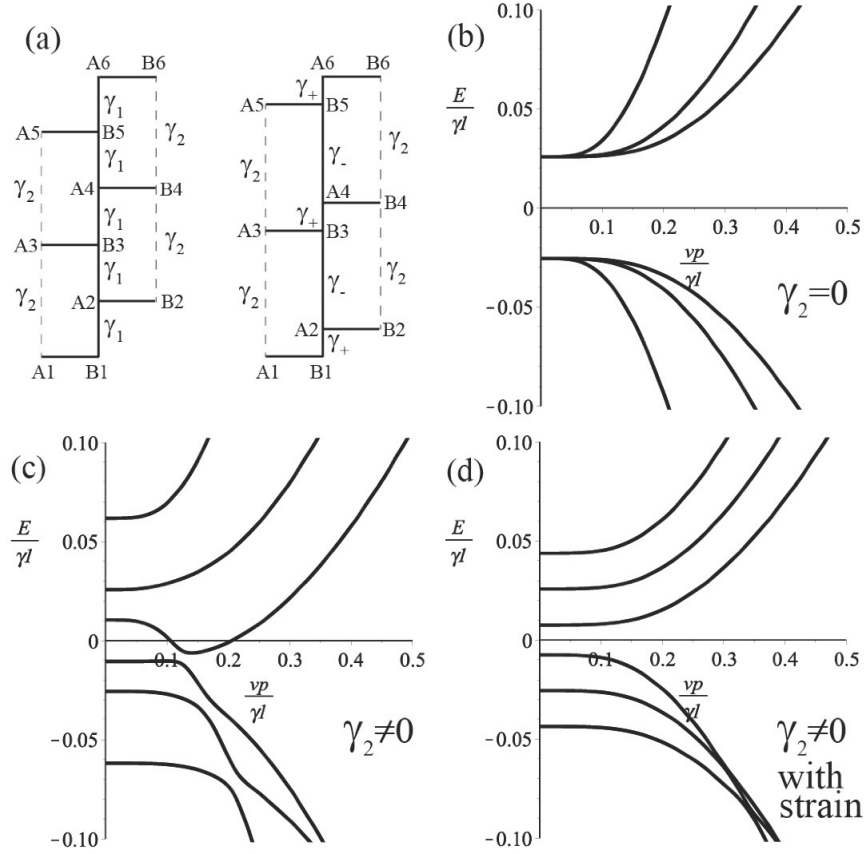 (a)
A6 B6 A6 B6
γ₁ γ₊
A5 B5 γ₂ A5 B5
γ₁ γ₋ γ₂
γ₂ A4 B4 γ₂ A4 B4
γ₁ γ₊
A3 B3 γ₂ A3 B3
γ₁ γ₂
γ₂ A2 B2 γ₂ γ₋
γ₁ A2 B2
γ₊
A1 B1 A1 B1
(b)
0.10
E/γl
0.05
0
0.1 0.2 0.3 0.4 0.5
vp/γl
−0.05
γ₂=0
−0.10
(c)
0.10
E/γl
0.05
0
0.1 0.2 0.3 0.4 0.5
vp/γl
−0.05
γ₂≠0
−0.10
(d)
0.10
E/γl
0.05
0
0.1 0.2 0.3 0.4 0.5
vp/γl
−0.05
γ₂≠0
with
strain
−0.10